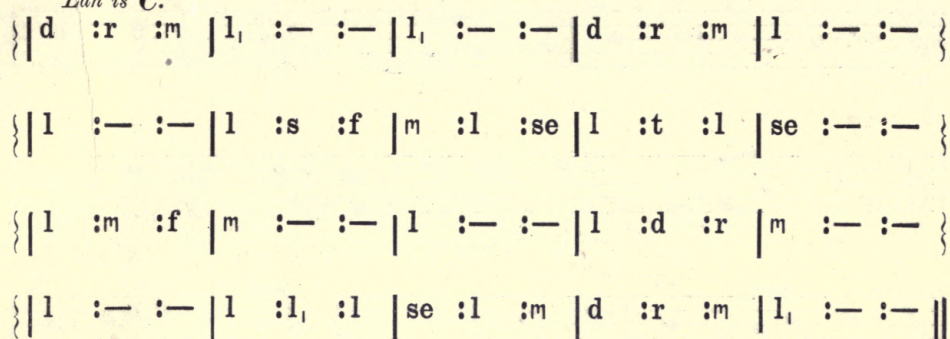 Lah is C.
{| d :r :m | l, :— :— | l, :— :— | d :r :m | l :— :— }
{| l :— :— | l :s :f | m :l :se | l :t :l | se :— :— }
{| l :m :f | m :— :— | l :— :— | l :d :r | m :— :— }
{| l :— :— | l :l, :l | se :l :m | d :r :m | l, :— :— ||